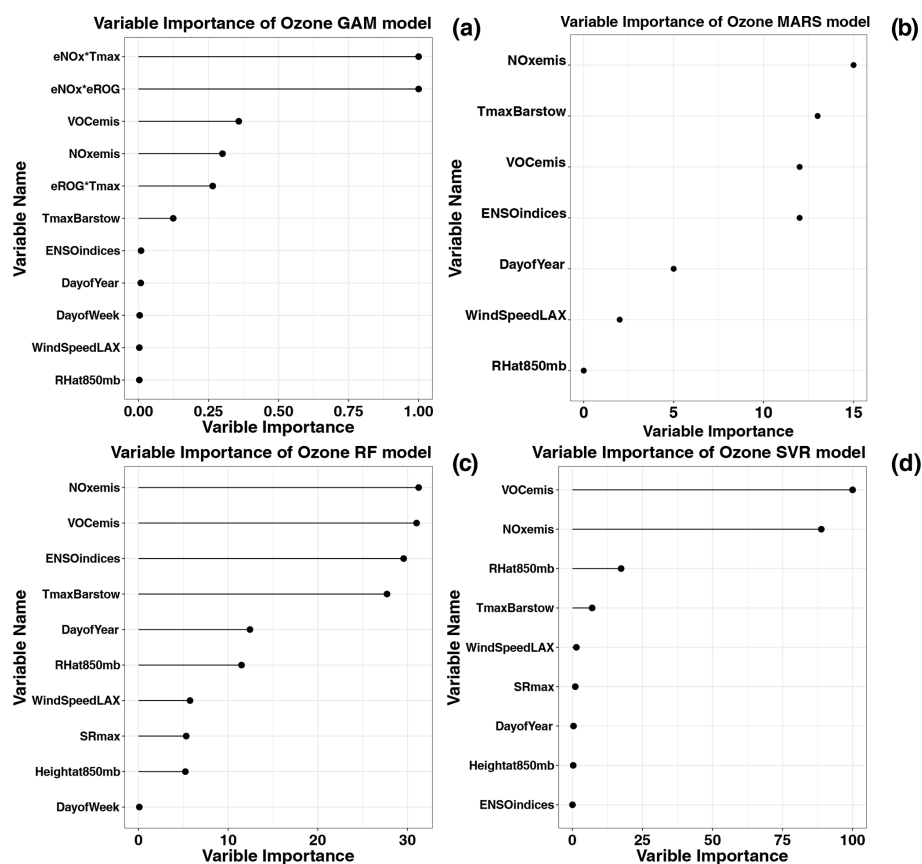 Variable Importance of Ozone GAM model
(a)
eNOx*Tmax
eNOx*eROG
VOCemis
NOxemis
eROG*Tmax
TmaxBarstow
ENSOindices
DayofYear
DayofWeek
WindSpeedLAX
RHat850mb
Variable Name
0.00 0.25 0.50 0.75 1.00
Varible Importance
Variable Importance of Ozone MARS model
(b)
NOxemis
TmaxBarstow
VOCemis
ENSOindices
DayofYear
WindSpeedLAX
RHat850mb
Variable Name
0 5 10 15
Variable Importance
Variable Importance of Ozone RF model
(c)
NOxemis
VOCemis
ENSOindices
TmaxBarstow
DayofYear
RHat850mb
WindSpeedLAX
SRmax
Heightat850mb
DayofWeek
Variable Name
0 10 20 30
Varible Importance
Variable Importance of Ozone SVR model
(d)
VOCemis
NOxemis
RHat850mb
TmaxBarstow
WindSpeedLAX
SRmax
DayofYear
Heightat850mb
ENSOindices
Variable Name
0 25 50 75 100
Varible Importance